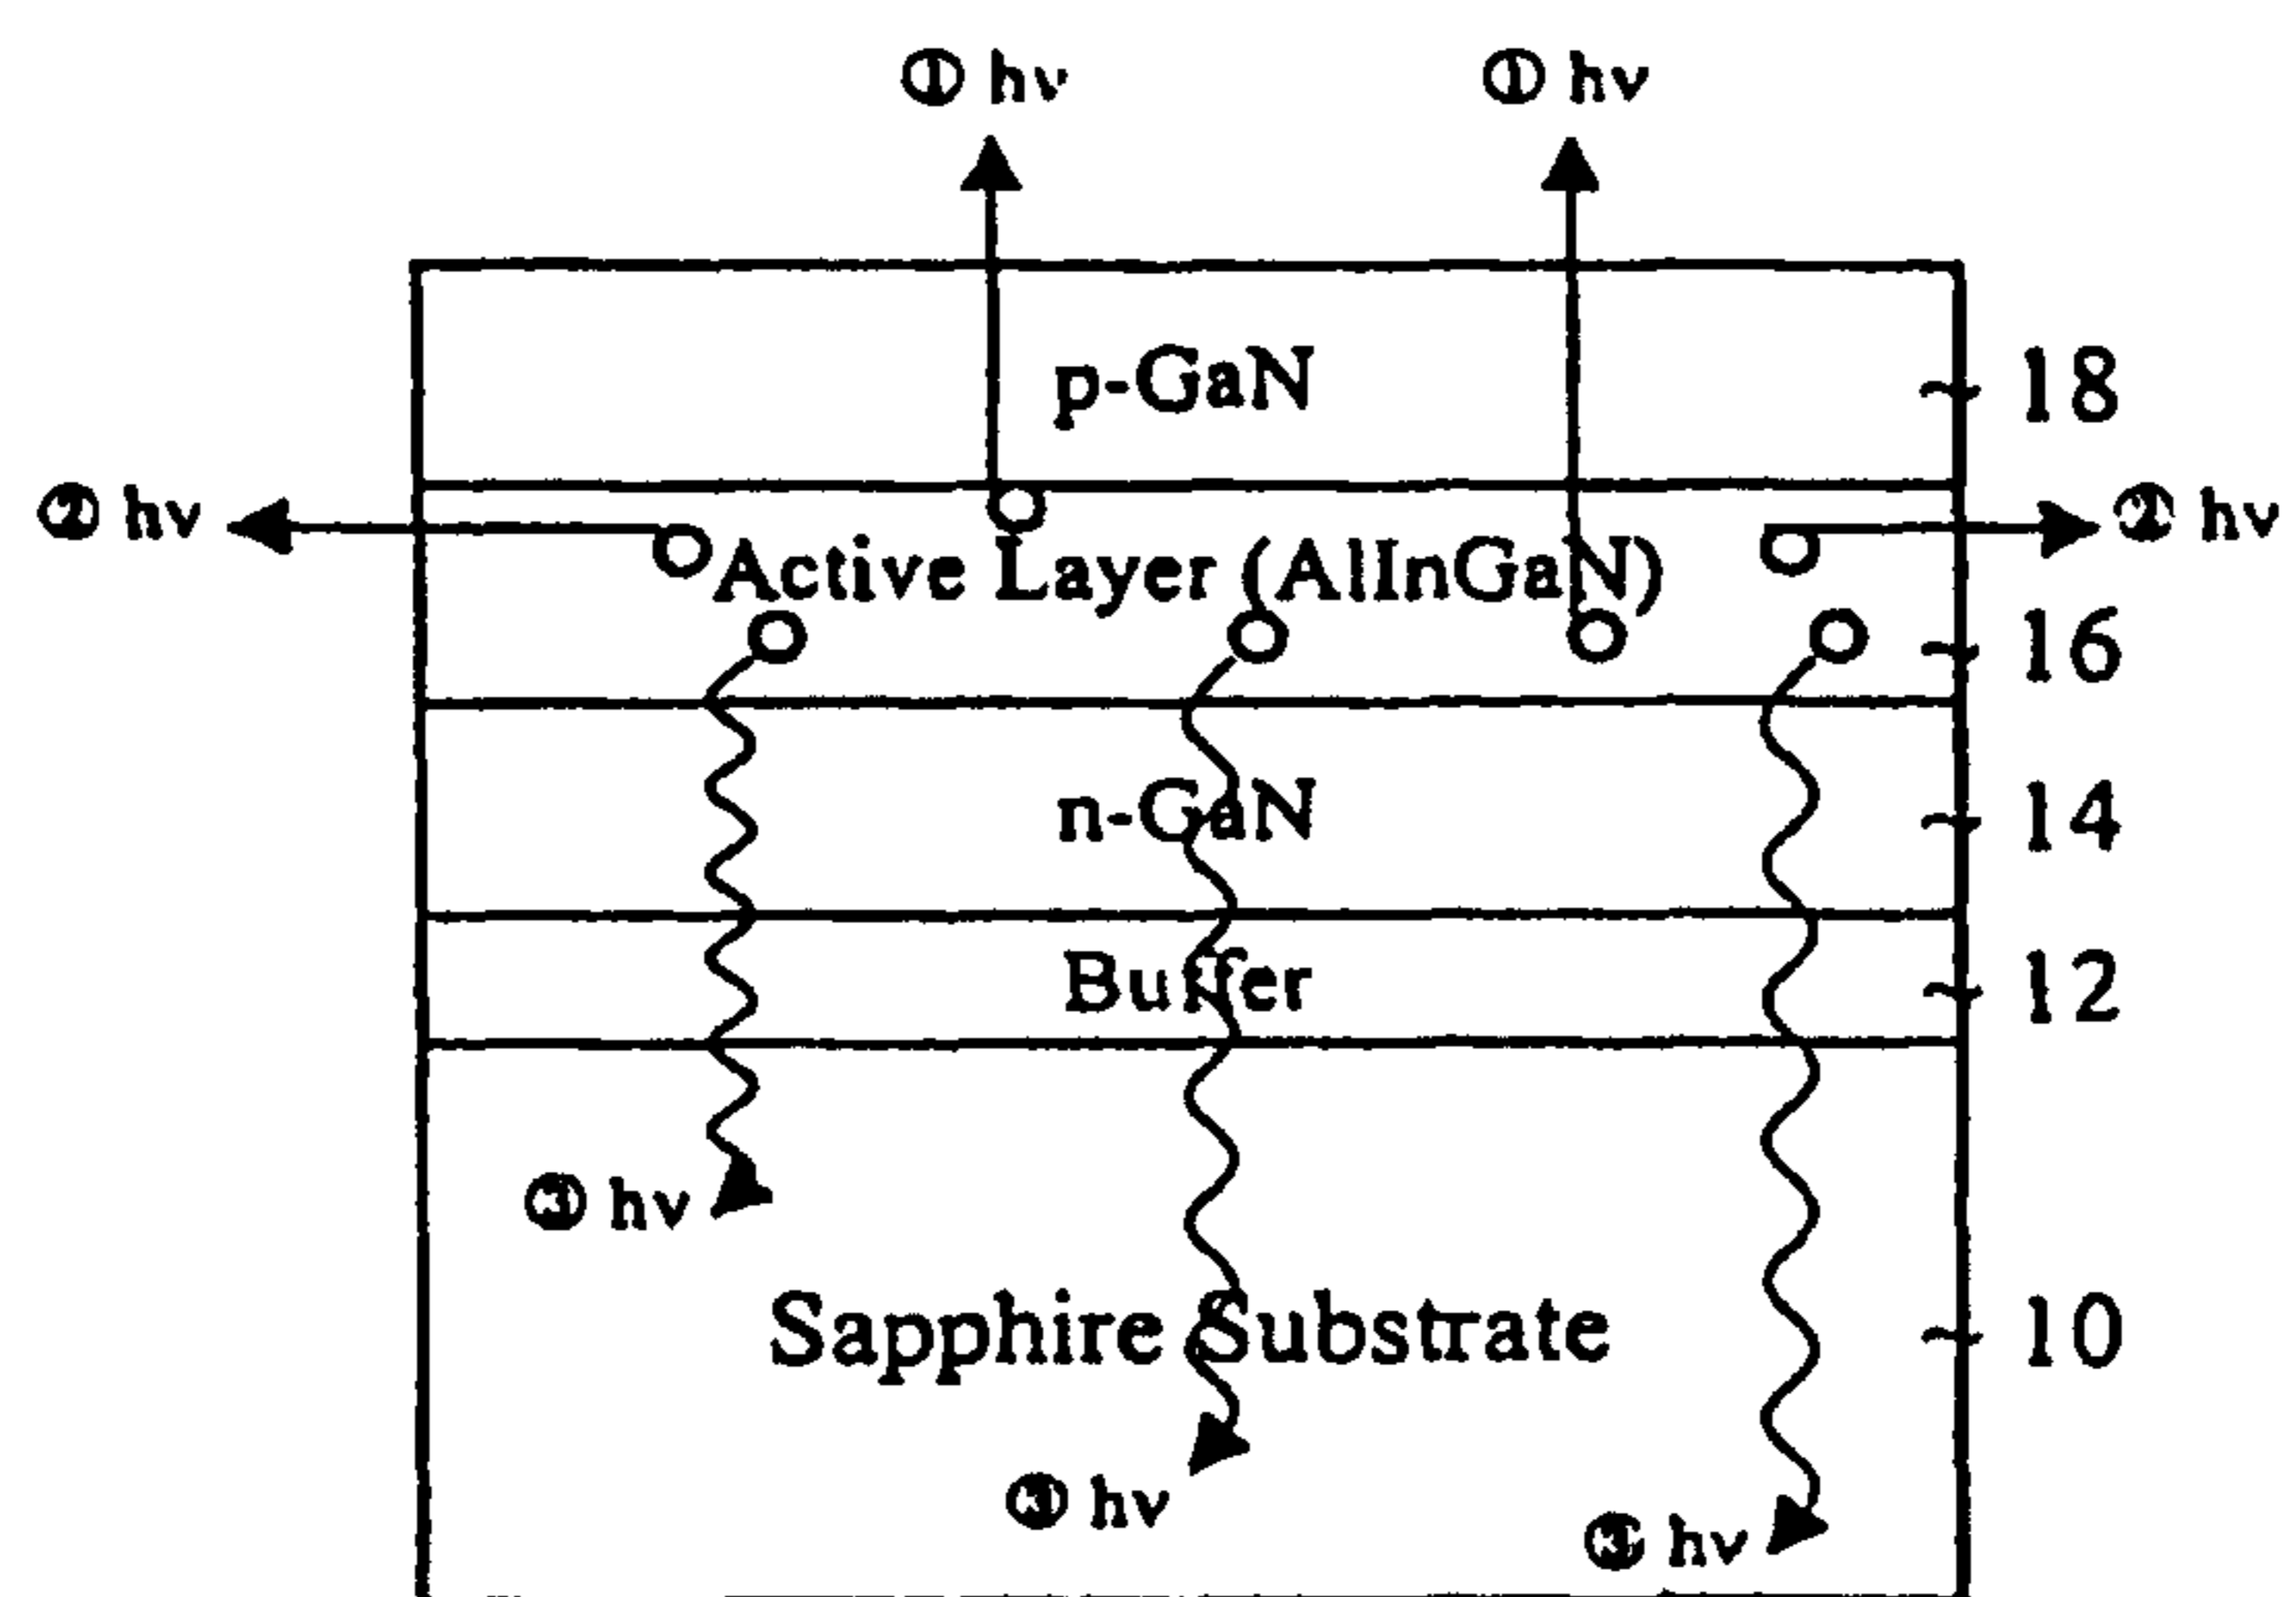 ① hν ① hν
p-GaN 18
② hν ② hν
Active Layer (AlInGaN)
16
n-GaN 14
Buffer 12
③ hν
Sapphire Substrate 10
③ hν
③ hν